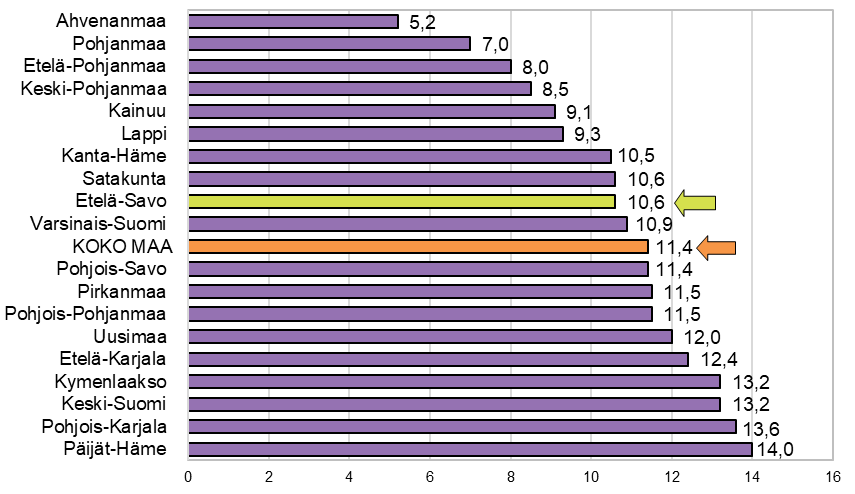 Ahvenanmaa 5,2
Pohjanmaa 7,0
Etelä-Pohjanmaa 8,0
Keski-Pohjanmaa 8,5
Kainuu 9,1
Lappi 9,3
Kanta-Häme 10,5
Satakunta 10,6
Etelä-Savo 10,6
Varsinais-Suomi 10,9
KOKO MAA 11,4
Pohjois-Savo 11,4
Pirkanmaa 11,5
Pohjois-Pohjanmaa 11,5
Uusimaa 12,0
Etelä-Karjala 12,4
Kymenlaakso 13,2
Keski-Suomi 13,2
Pohjois-Karjala 13,6
Päijät-Häme 14,0
0 2 4 6 8 10 12 14 16